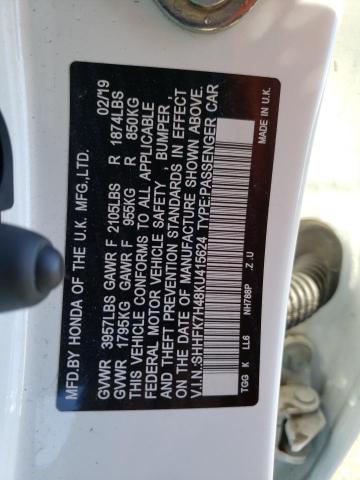 MFD.BY HONDA OF THE U.K. MFG.,LTD. 02/19
GVWR 3957LBS GAWR F 2105LBS R 1874LBS
GVWR 1795KG GAWR F 955KG R 850KG
THIS VEHICLE CONFORMS TO ALL APPLICABLE
FEDERAL MOTOR VEHICLE SAFETY , BUMPER ,
AND THEFT PREVENTION STANDARDS IN EFFECT
ON THE DATE OF MANUFACTURE SHOWN ABOVE.
V.I.N.:SHHFK7H48KU415624 TYPE:PASSENGER CAR
NH788P .Z.U MADE IN U.K.
TGG K LL6